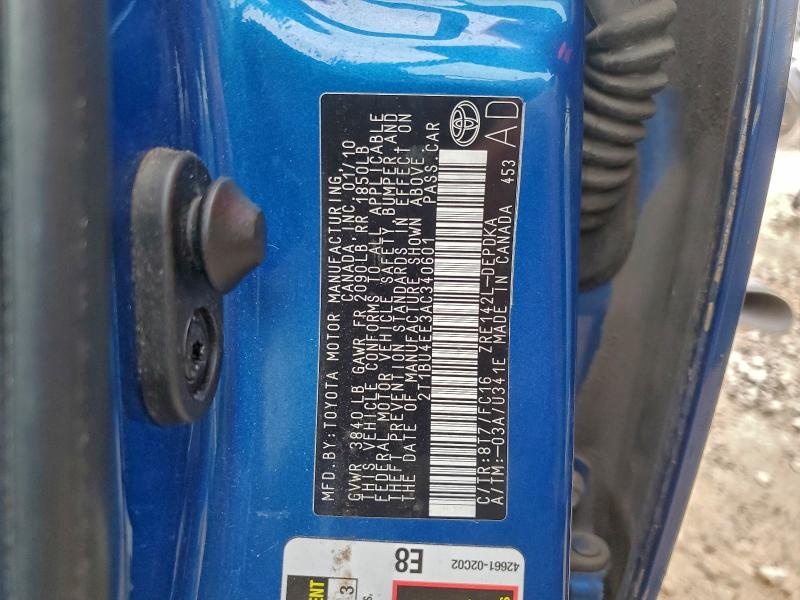 MFD.BY:TOYOTA MOTOR MANUFACTURING
CANADA,INC.01/10
GVWR 3840LB GAWR FR 2090LB RR 1850LB
THIS VEHICLE CONFORMS TO ALL APPLICABLE
FEDERAL MOTOR VEHICLE SAFETY, BUMPER, AND
THEFT PREVENTION STANDARDS IN EFFECT ON
THE DATE OF MANUFACTURE SHOWN ABOVE.
2T1BU4EE3AC340601 PASS.CAR
C/TR:8T7/FC16 ZRE142L-DEPDKA
A/TM:-03A/U341E MADE IN CANADA 453
AD
E8
42661-02C02